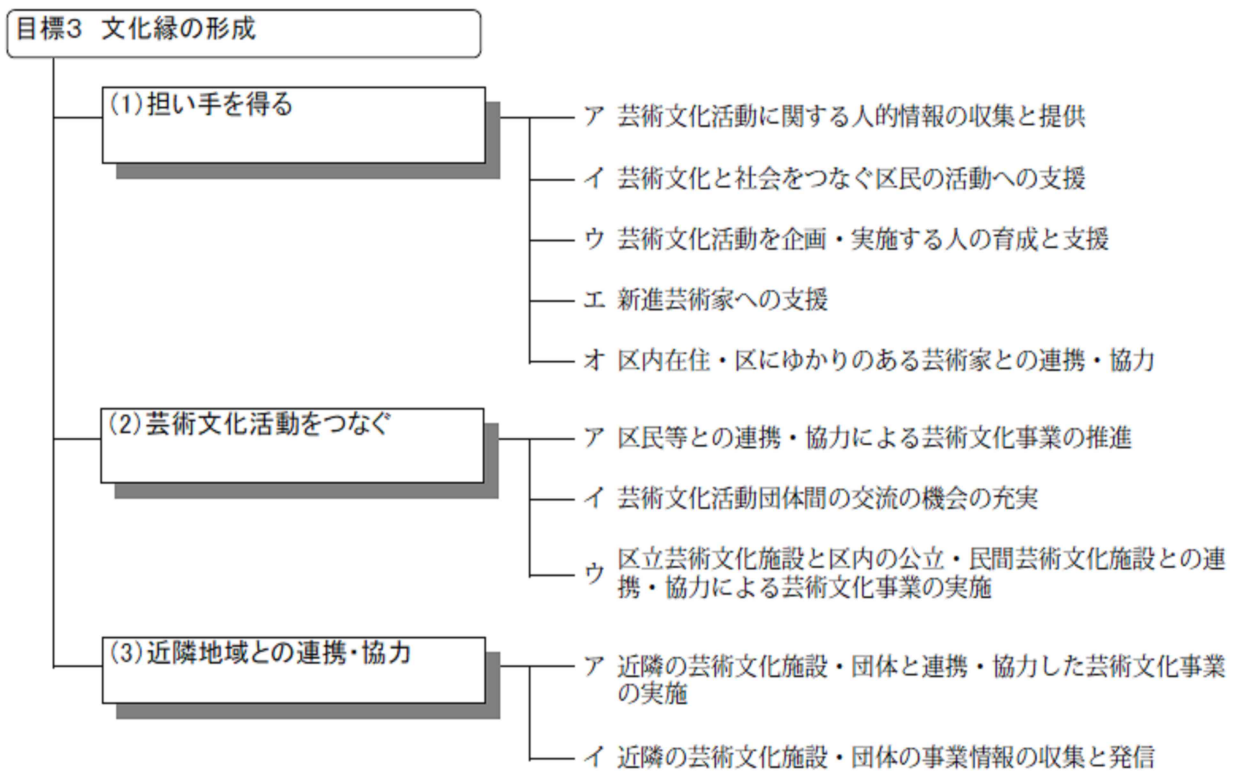 目標3 文化縁の形成
(1)担い手を得る
ア 芸術文化活動に関する人的情報の収集と提供
イ 芸術文化と社会をつなぐ区民の活動への支援
ウ 芸術文化活動を企画・実施する人の育成と支援
エ 新進芸術家への支援
オ 区内在住・区にゆかりのある芸術家との連携・協力
(2)芸術文化活動をつなぐ
ア 区民等との連携・協力による芸術文化事業の推進
イ 芸術文化活動団体間の交流の機会の充実
ウ 区立芸術文化施設と区内の公立・民間芸術文化施設との連
携・協力による芸術文化事業の実施
(3)近隣地域との連携・協力
ア 近隣の芸術文化施設・団体と連携・協力した芸術文化事業
の実施
イ 近隣の芸術文化施設・団体の事業情報の収集と発信